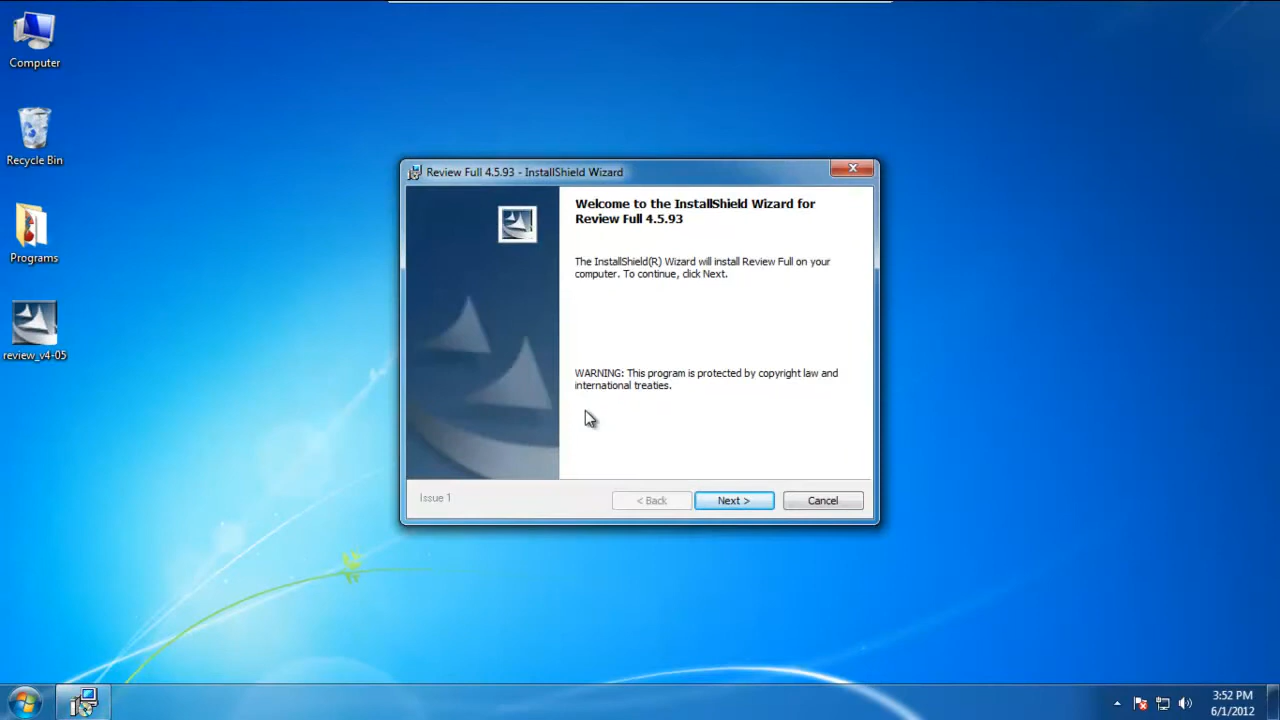 Computer
Recycle Bin
Programs
review_v4-05
Review Full 4.5.93 - InstallShield Wizard
Welcome to the InstallShield Wizard for
Review Full 4.5.93
The InstallShield(R) Wizard will install Review Full on your
computer. To continue, click Next.
WARNING: This program is protected by copyright law and
international treaties.
Issue 1
< Back
Next >
Cancel
3:52 PM
6/1/2012